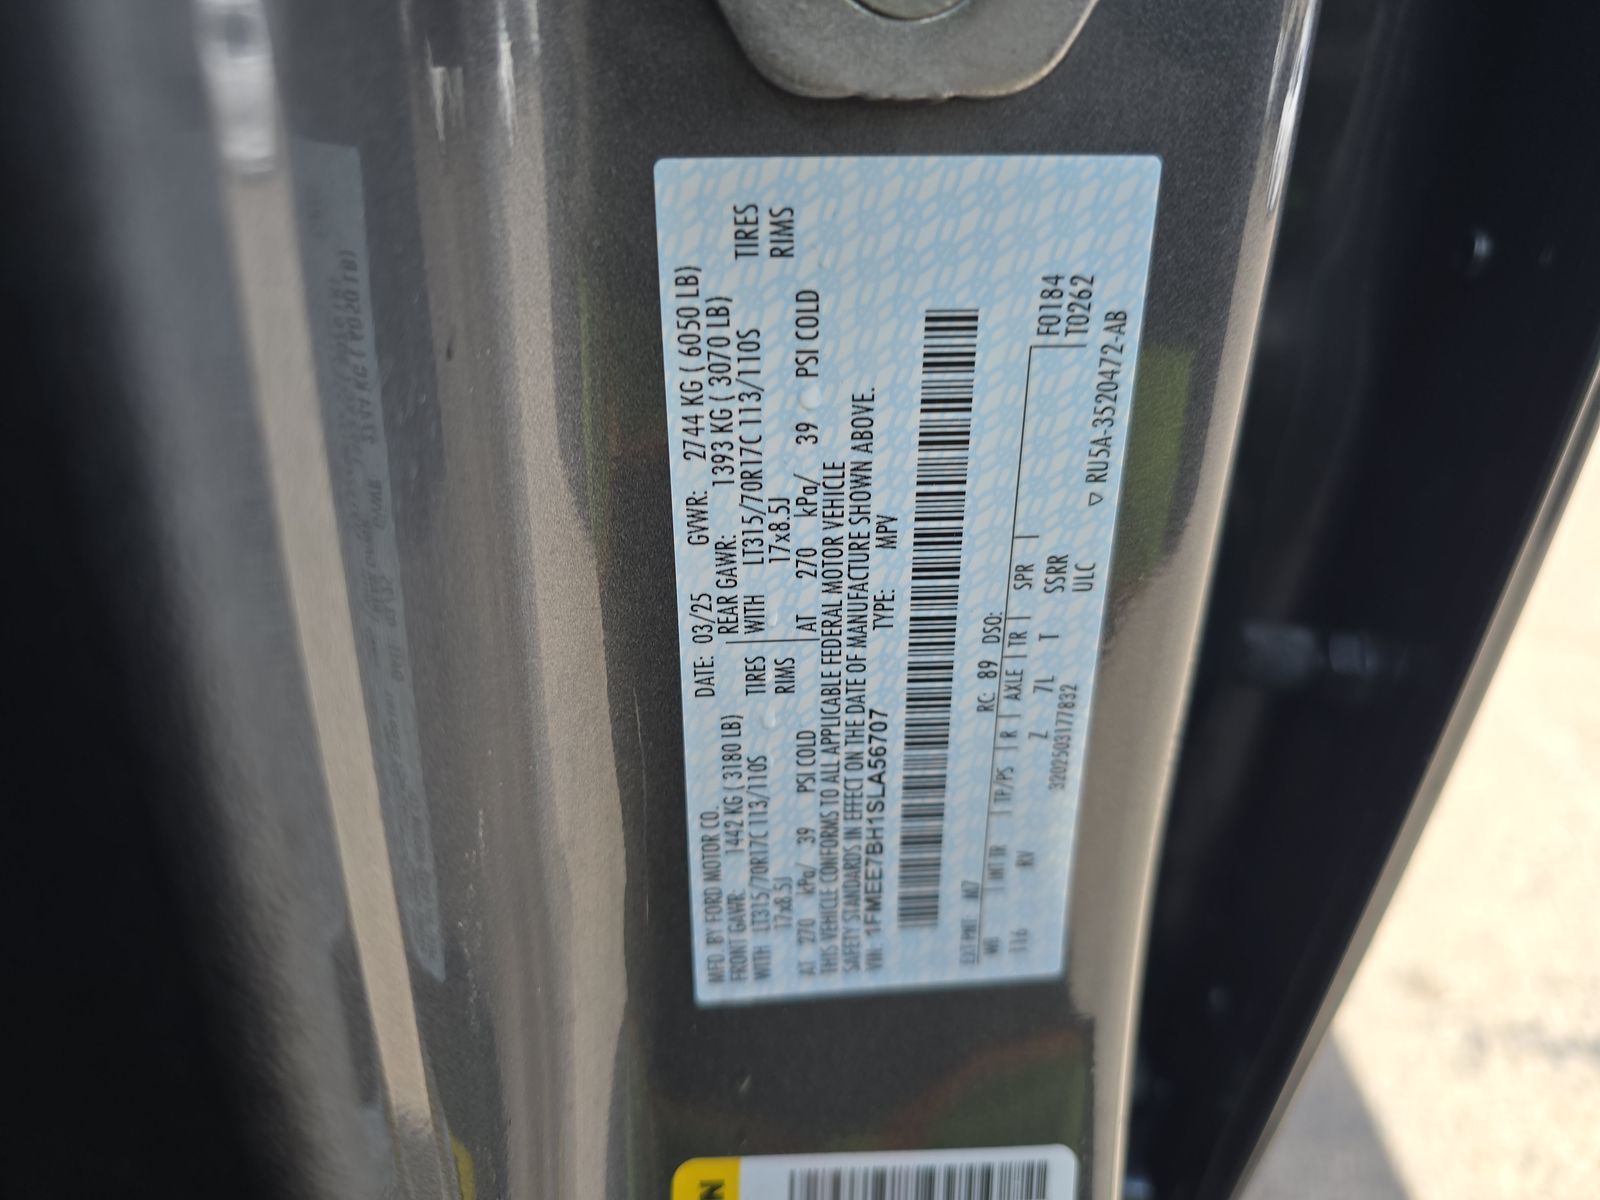 MFD. BY FORD MOTOR CO.
DATE: 03/25 GVWR: 2744 KG ( 6050 LB)
FRONT GAWR: 1442 KG ( 3180 LB) REAR GAWR: 1393 KG ( 3070 LB)
WITH LT315/70R17C 113/110S TIRES WITH LT315/70R17C 113/110S TIRES
17x8.5J RIMS 17x8.5J RIMS
AT 270 kPa/ 39 PSI COLD AT 270 kPa/ 39 PSI COLD
THIS VEHICLE CONFORMS TO ALL APPLICABLE FEDERAL MOTOR VEHICLE
SAFETY STANDARDS IN EFFECT ON THE DATE OF MANUFACTURE SHOWN ABOVE.
VIN: 1FMEE7BH1SLA56707 TYPE: MPV
EXT PNT: M7 RC: 89 DSO:
WB INT TR TP/PS R AXLE TR SPR F0184
116 RV Z 7L T SSRR T0262
3202503177832 ULC
▽ RU5A-3520472-AB